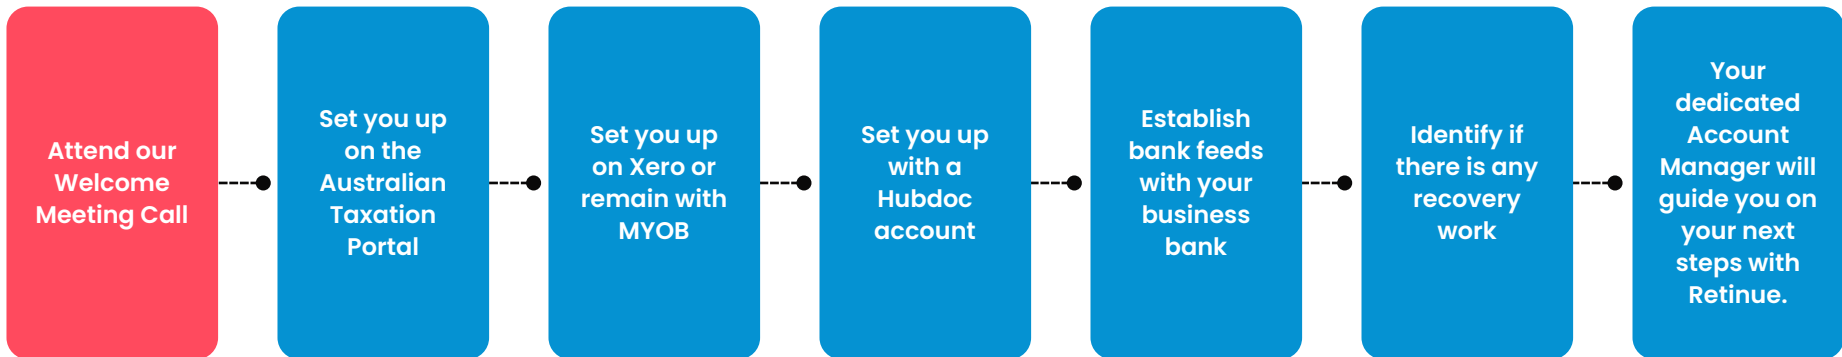 Attend our
Welcome
Meeting Call
Set you up
on the
Australian
Taxation
Portal
Set you up
on Xero or
remain with
MYOB
Set you up
with a
Hubdoc
account
Establish
bank feeds
with your
business
bank
Identify if
there is any
recovery
work
Your
dedicated
Account
Manager will
guide you on
your next
steps with
Retinue.